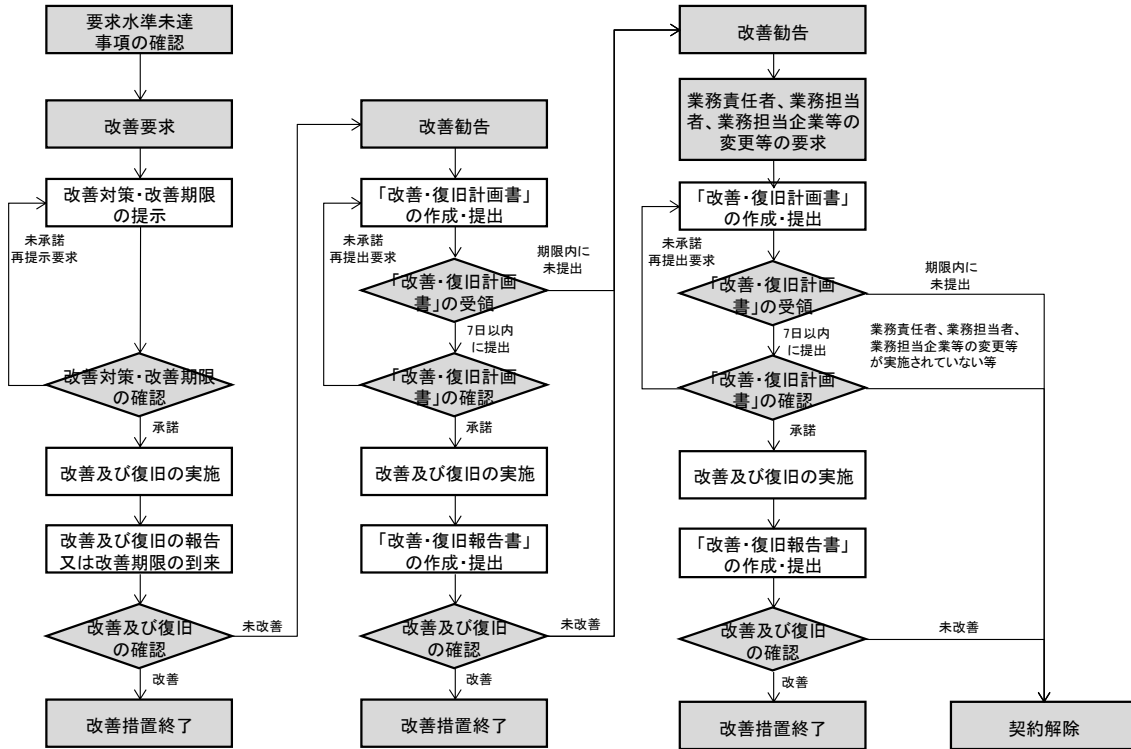 要求水準未達
事項の確認
改善要求
改善対策・改善期限
の提示
未承諾
再提示要求
改善対策・改善期限
の確認
承諾
改善及び復旧の実施
改善及び復旧の報告
又は改善期限の到来
改善及び復旧
の確認
未改善
改善
改善措置終了
改善勧告
「改善・復旧計画書」
の作成・提出
未承諾
再提出要求
期限内に
未提出
「改善・復旧計画
書」の受領
7日以内
に提出
「改善・復旧計画
書」の確認
承諾
改善及び復旧の実施
「改善・復旧報告書」
の作成・提出
改善及び復旧
の確認
未改善
改善
改善措置終了
改善勧告
業務責任者、業務担当
者、業務担当企業等の
変更等の要求
「改善・復旧計画書」
の作成・提出
未承諾
再提出要求
期限内に
未提出
「改善・復旧計画
書」の受領
7日以内
に提出
業務責任者、業務担当者、
業務担当企業等の変更等
が実施されていない等
「改善・復旧計画
書」の確認
承諾
改善及び復旧の実施
「改善・復旧報告書」
の作成・提出
改善及び復旧
の確認
未改善
改善
改善措置終了
契約解除